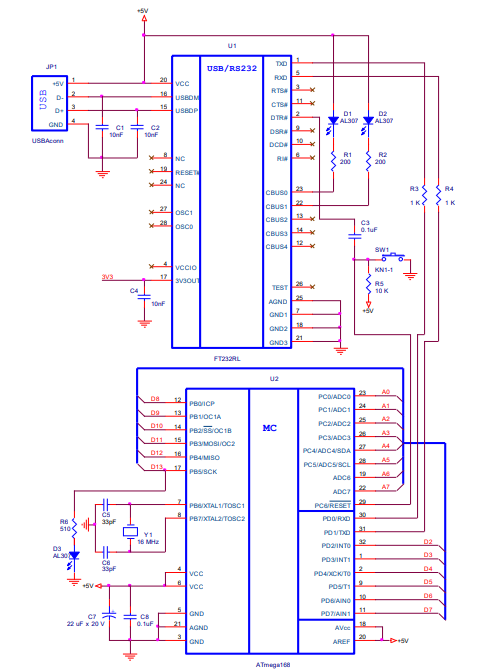 +5V
U1
JP1
USB/RS232
USB
+5V 1
D- 2
D+ 3
GND 4
USBAconn
C1
10nF
C2
10nF
20 VCC
16 USBDM
15 USBDP
8 NC
19 RESET#
24 NC
27 OSC1
28 OSC0
4 VCCIO
3V3 17 3V3OUT
C4
10nF
TXD 1
RXD 5
RTS# 3
CTS# 11
DTR# 2
DSR# 9
DCD# 10
RI# 6
CBUS0 23
CBUS1 22
CBUS2 13
CBUS3 14
CBUS4 12
TEST 26
AGND 25
GND1 7
GND2 18
GND3 21
D1
AL307
D2
AL307
R1
200
R2
200
R3
1 K
R4
1 K
C3
0.1uF
SW1
KN1-1
R5
10 K
+5V
FT232RL
U2
MC
D8 12 PB0/ICP
D9 13 PB1/OC1A
D10 14 PB2/SS/OC1B
D11 15 PB3/MOSI/OC2
D12 16 PB4/MISO
D13 17 PB5/SCK
7 PB6/XTAL1/TOSC1
8 PB7/XTAL2/TOSC2
4 VCC
6 VCC
5 GND
21 AGND
3 GND
PC0/ADC0 23 A0
PC1/ADC1 24 A1
PC2/ADC2 25 A2
PC3/ADC3 26 A3
PC4/ADC4/SDA 27 A4
PC5/ADC5/SCL 28 A5
ADC6 19 A6
ADC7 22 A7
PC6/RESET 29
PD0/RXD 30
PD1/TXD 31
PD2/INT0 32 D2
PD3/INT1 1 D3
PD4/XCK/T0 2 D4
PD5/T1 9 D5
PD6/AIN0 10 D6
PD7/AIN1 11 D7
AVcc 18
AREF 20 +5V
R6
510
D3
AL30
C5
33pF
C6
33pF
Y1
16 MHz
+5V
C7
22 uF x 20 V
C8
0.1uF
ATmega168